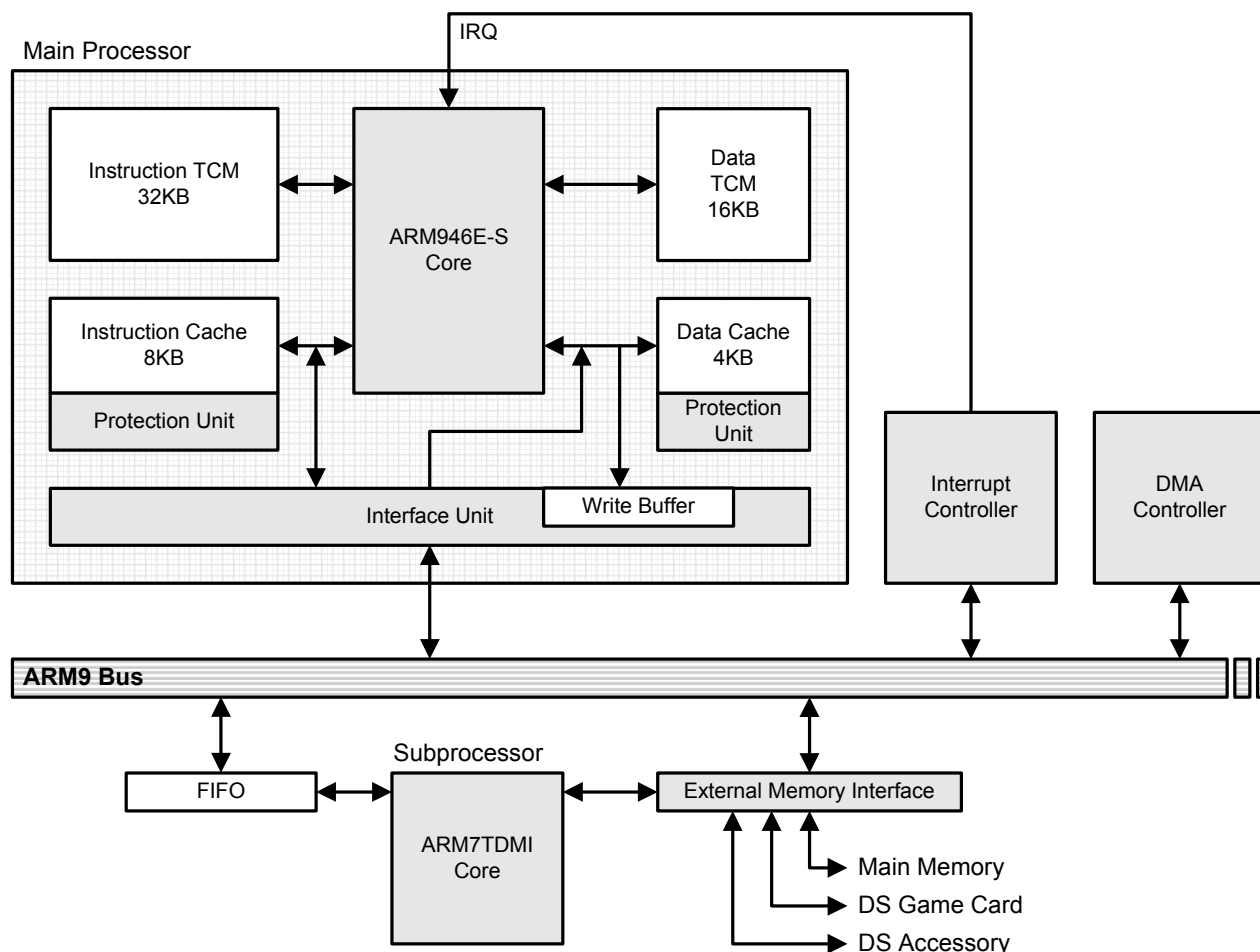 IRQ
Main Processor
Instruction TCM
32KB
ARM946E-S
Core
Data
TCM
16KB
Instruction Cache
8KB
Protection Unit
Data Cache
4KB
Protection
Unit
Interface Unit
Write Buffer
Interrupt
Controller
DMA
Controller
ARM9 Bus
Subprocessor
FIFO
ARM7TDMI
Core
External Memory Interface
Main Memory
DS Game Card
DS Accessory